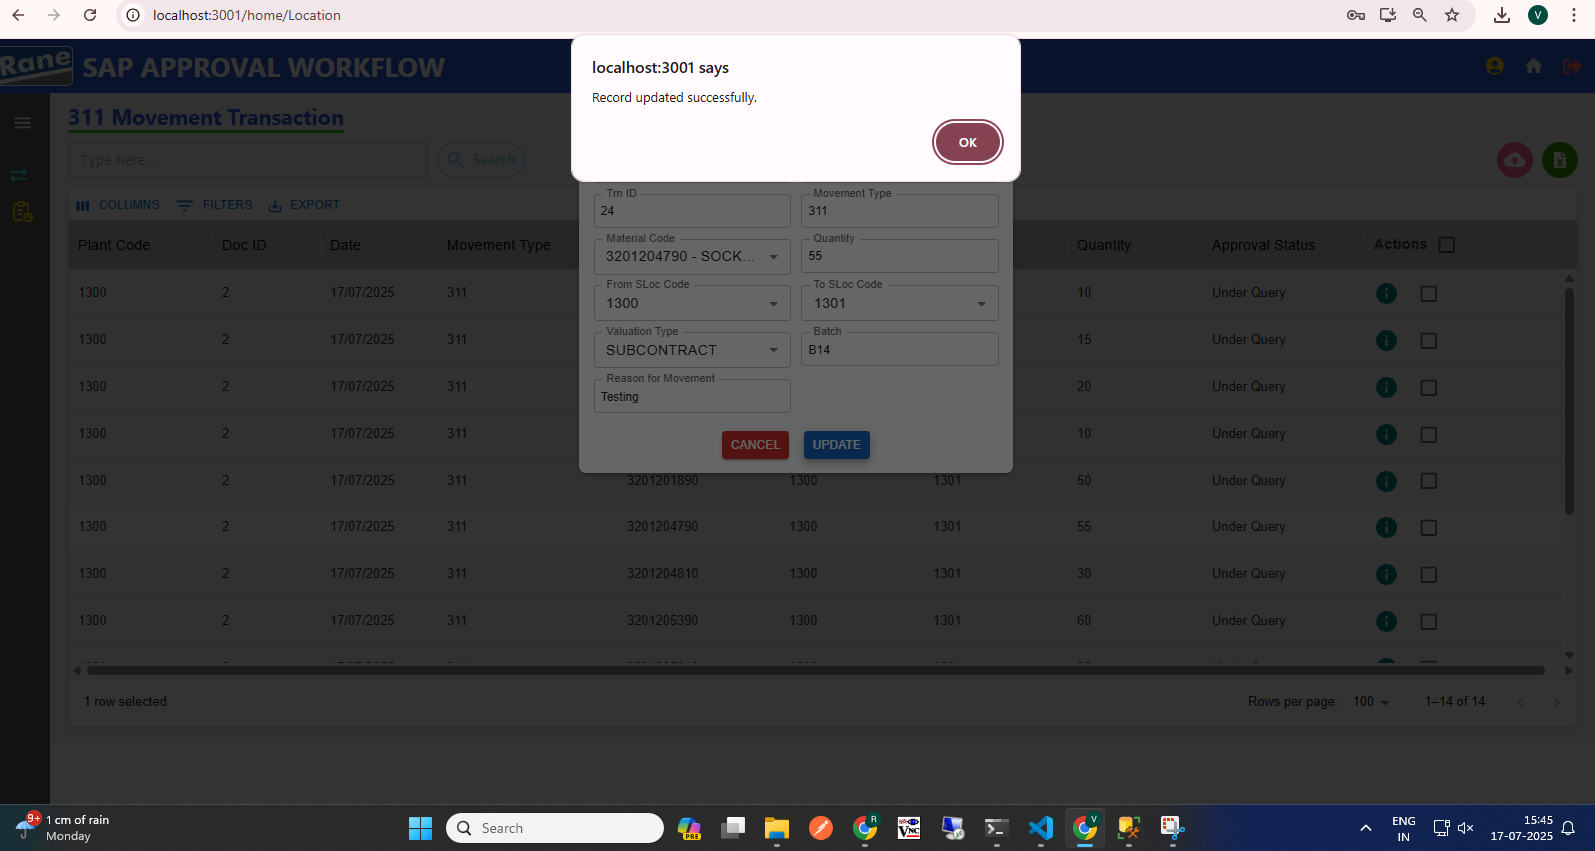 localhost:3001/home/Location
V
Rane
SAP APPROVAL WORKFLOW
localhost:3001 says
Record updated successfully.
OK
311 Movement Transaction
Type here...
Search
COLUMNS
FILTERS
EXPORT
Trn ID
24
Movement Type
311
Material Code
3201204790 - SOCK...
Quantity
55
From SLoc Code
1300
To SLoc Code
1301
Valuation Type
SUBCONTRACT
Batch
B14
Reason for Movement
Testing
CANCEL
UPDATE
Plant Code Doc ID Date Movement Type Quantity Approval Status Actions
1300 2 17/07/2025 311 10 Under Query
1300 2 17/07/2025 311 15 Under Query
1300 2 17/07/2025 311 20 Under Query
1300 2 17/07/2025 311 10 Under Query
1300 2 17/07/2025 311 3201201890 1300 1301 50 Under Query
1300 2 17/07/2025 311 3201204790 1300 1301 55 Under Query
1300 2 17/07/2025 311 3201204810 1300 1301 30 Under Query
1300 2 17/07/2025 311 3201205390 1300 1301 60 Under Query
1 row selected
Rows per page: 100 1–14 of 14
9+
1 cm of rain
Monday
Search
PRE
R
VNC
V
ENG
IN
15:45
17-07-2025